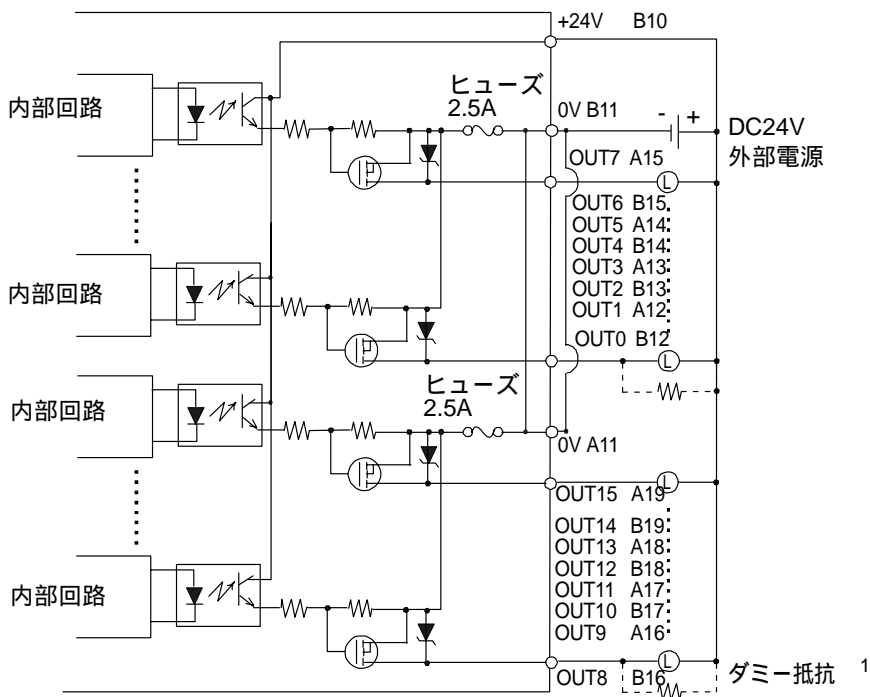 +24V B10
ヒューズ
2.5A
0V B11
- +
DC24V
外部電源
内部回路
OUT7 A15
L
OUT6 B15
OUT5 A14
OUT4 B14
OUT3 A13
OUT2 B13
OUT1 A12
内部回路
OUT0 B12
L
ヒューズ
2.5A
内部回路
0V A11
L
OUT15 A19
OUT14 B19
OUT13 A18
OUT12 B18
OUT11 A17
OUT10 B17
OUT9 A16
内部回路
L
OUT8 B16
ダミー抵抗 1